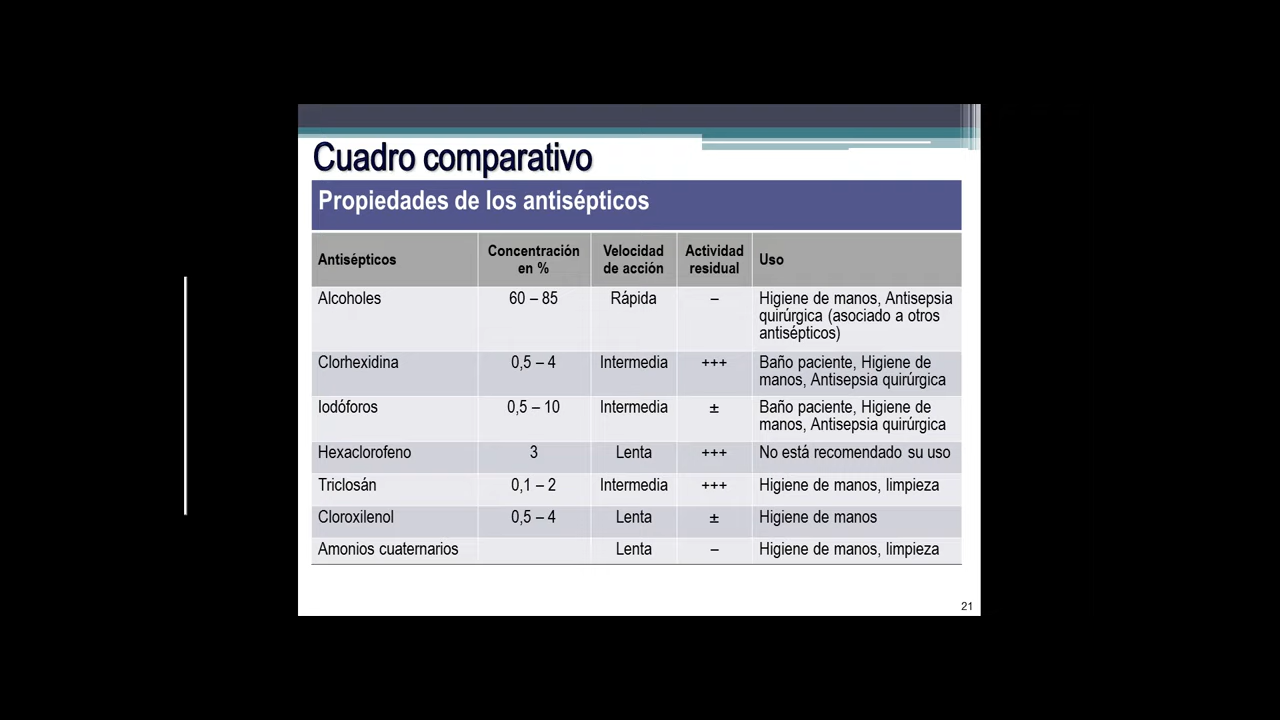 Cuadro comparativo
Propiedades de los antisépticos
Antisépticos Concentración en % Velocidad de acción Actividad residual Uso
Alcoholes 60 – 85 Rápida – Higiene de manos, Antisepsia
quirúrgica (asociado a otros
antisépticos)
Clorhexidina 0,5 – 4 Intermedia +++ Baño paciente, Higiene de
manos, Antisepsia quirúrgica
Iodóforos 0,5 – 10 Intermedia ± Baño paciente, Higiene de
manos, Antisepsia quirúrgica
Hexaclorofeno 3 Lenta +++ No está recomendado su uso
Triclosán 0,1 – 2 Intermedia +++ Higiene de manos, limpieza
Cloroxilenol 0,5 – 4 Lenta ± Higiene de manos
Amonios cuaternarios Lenta – Higiene de manos, limpieza
21